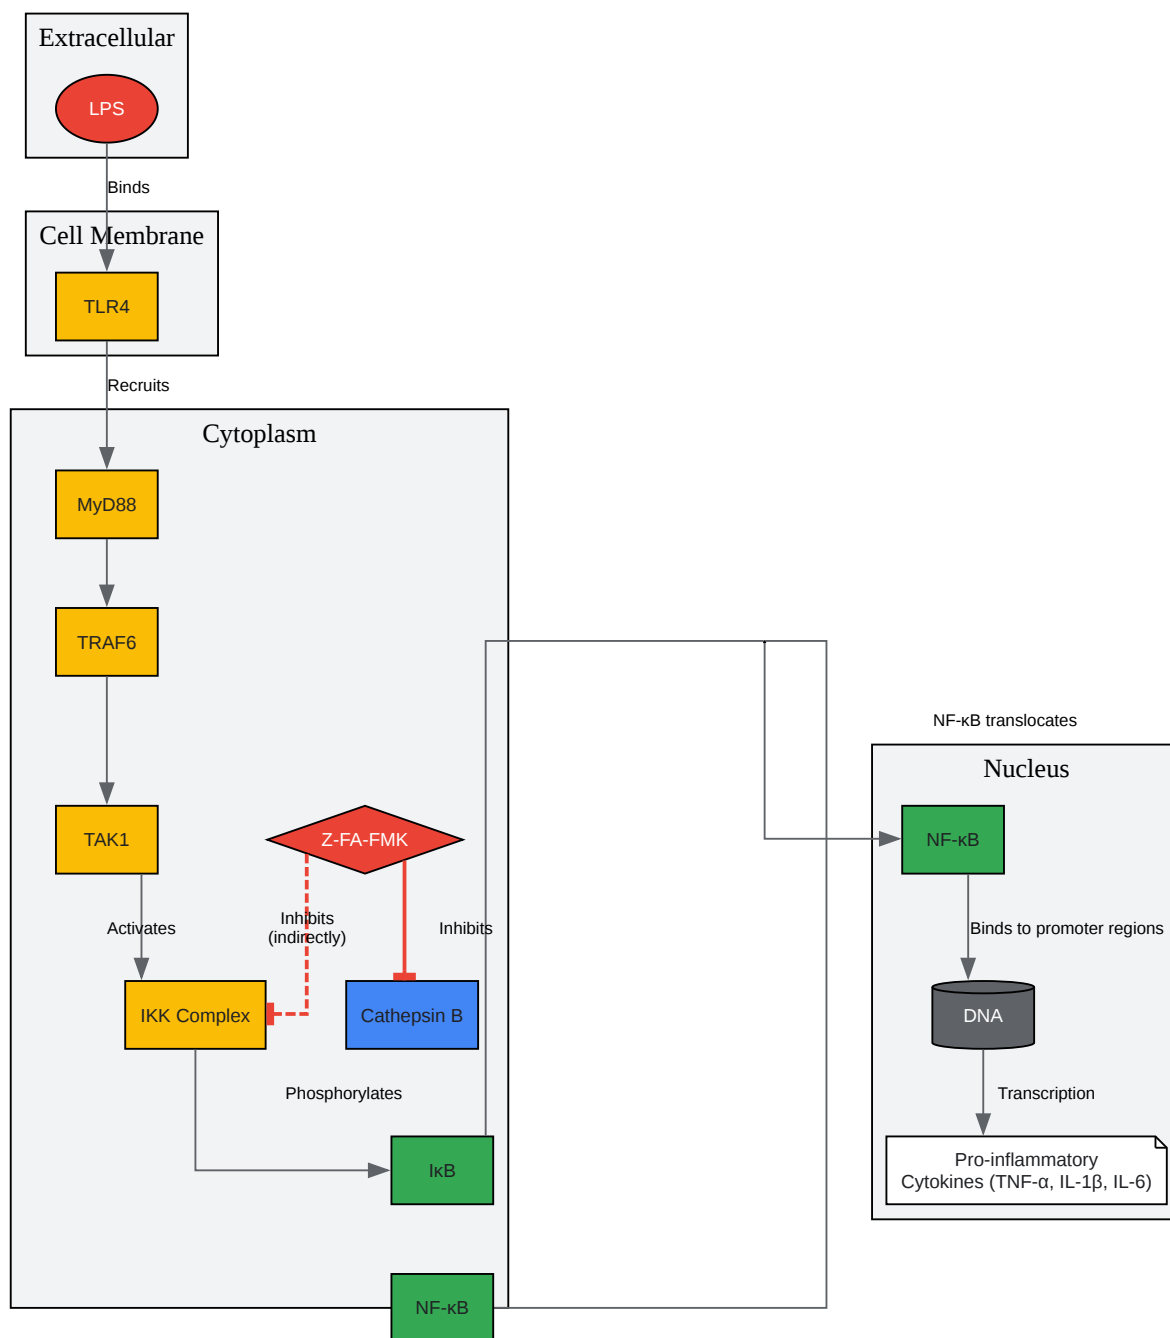 Extracellular
LPS
Binds
Cell Membrane
TLR4
Recruits
Cytoplasm
MyD88
TRAF6
TAK1
Z-FA-FMK
Activates
Inhibits
(indirectly)
Inhibits
IKK Complex
Cathepsin B
Phosphorylates
IκB
NF-κB
NF-κB translocates
Nucleus
NF-κB
Binds to promoter regions
DNA
Transcription
Pro-inflammatory
Cytokines (TNF-α, IL-1β, IL-6)